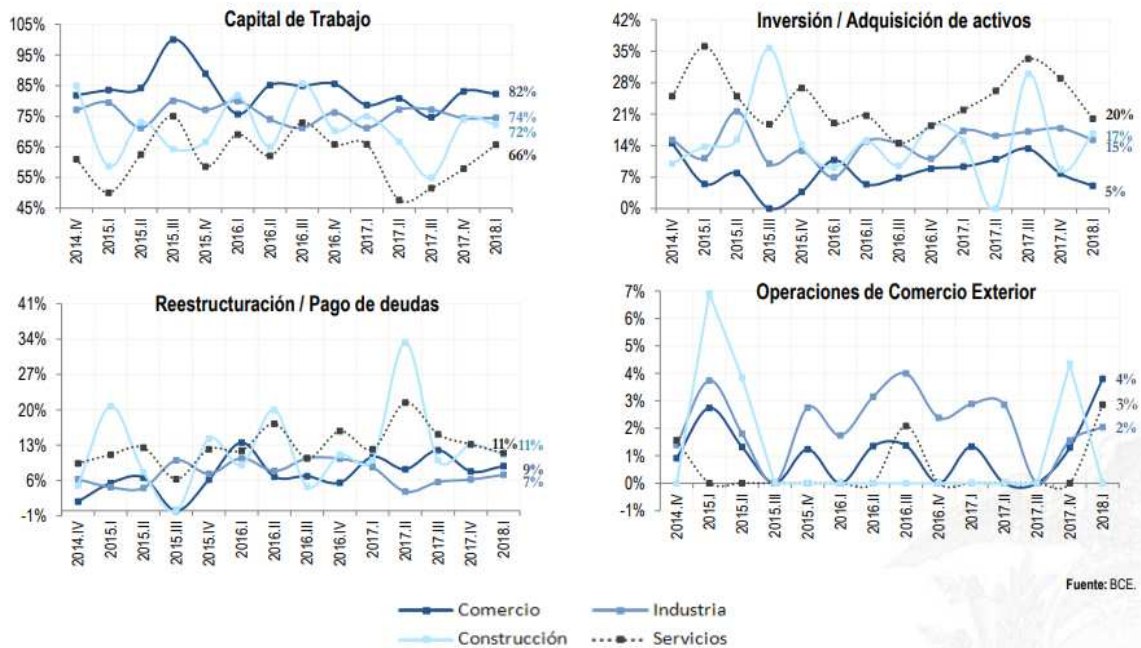 Capital de Trabajo
105%
95%
85%
75%
65%
55%
45%
82%
74%
72%
66%
2014.IV
2015.I
2015.II
2015.III
2015.IV
2016.I
2016.II
2016.III
2016.IV
2017.I
2017.II
2017.III
2017.IV
2018.I
Inversión / Adquisición de activos
42%
35%
28%
21%
14%
7%
0%
20%
17%
15%
5%
2014.IV
2015.I
2015.II
2015.III
2015.IV
2016.I
2016.II
2016.III
2016.IV
2017.I
2017.II
2017.III
2017.IV
2018.I
Reestructuración / Pago de deudas
41%
34%
27%
20%
13%
6%
-1%
11% 11%
9%
7%
2014.IV
2015.I
2015.II
2015.III
2015.IV
2016.I
2016.II
2016.III
2016.IV
2017.I
2017.II
2017.III
2017.IV
2018.I
Operaciones de Comercio Exterior
7%
6%
5%
4%
3%
2%
1%
0%
-1%
4%
3%
2%
2014.IV
2015.I
2015.II
2015.III
2015.IV
2016.I
2016.II
2016.III
2016.IV
2017.I
2017.II
2017.III
2017.IV
2018.I
Fuente: BCE.
Comercio
Industria
Construcción
Servicios